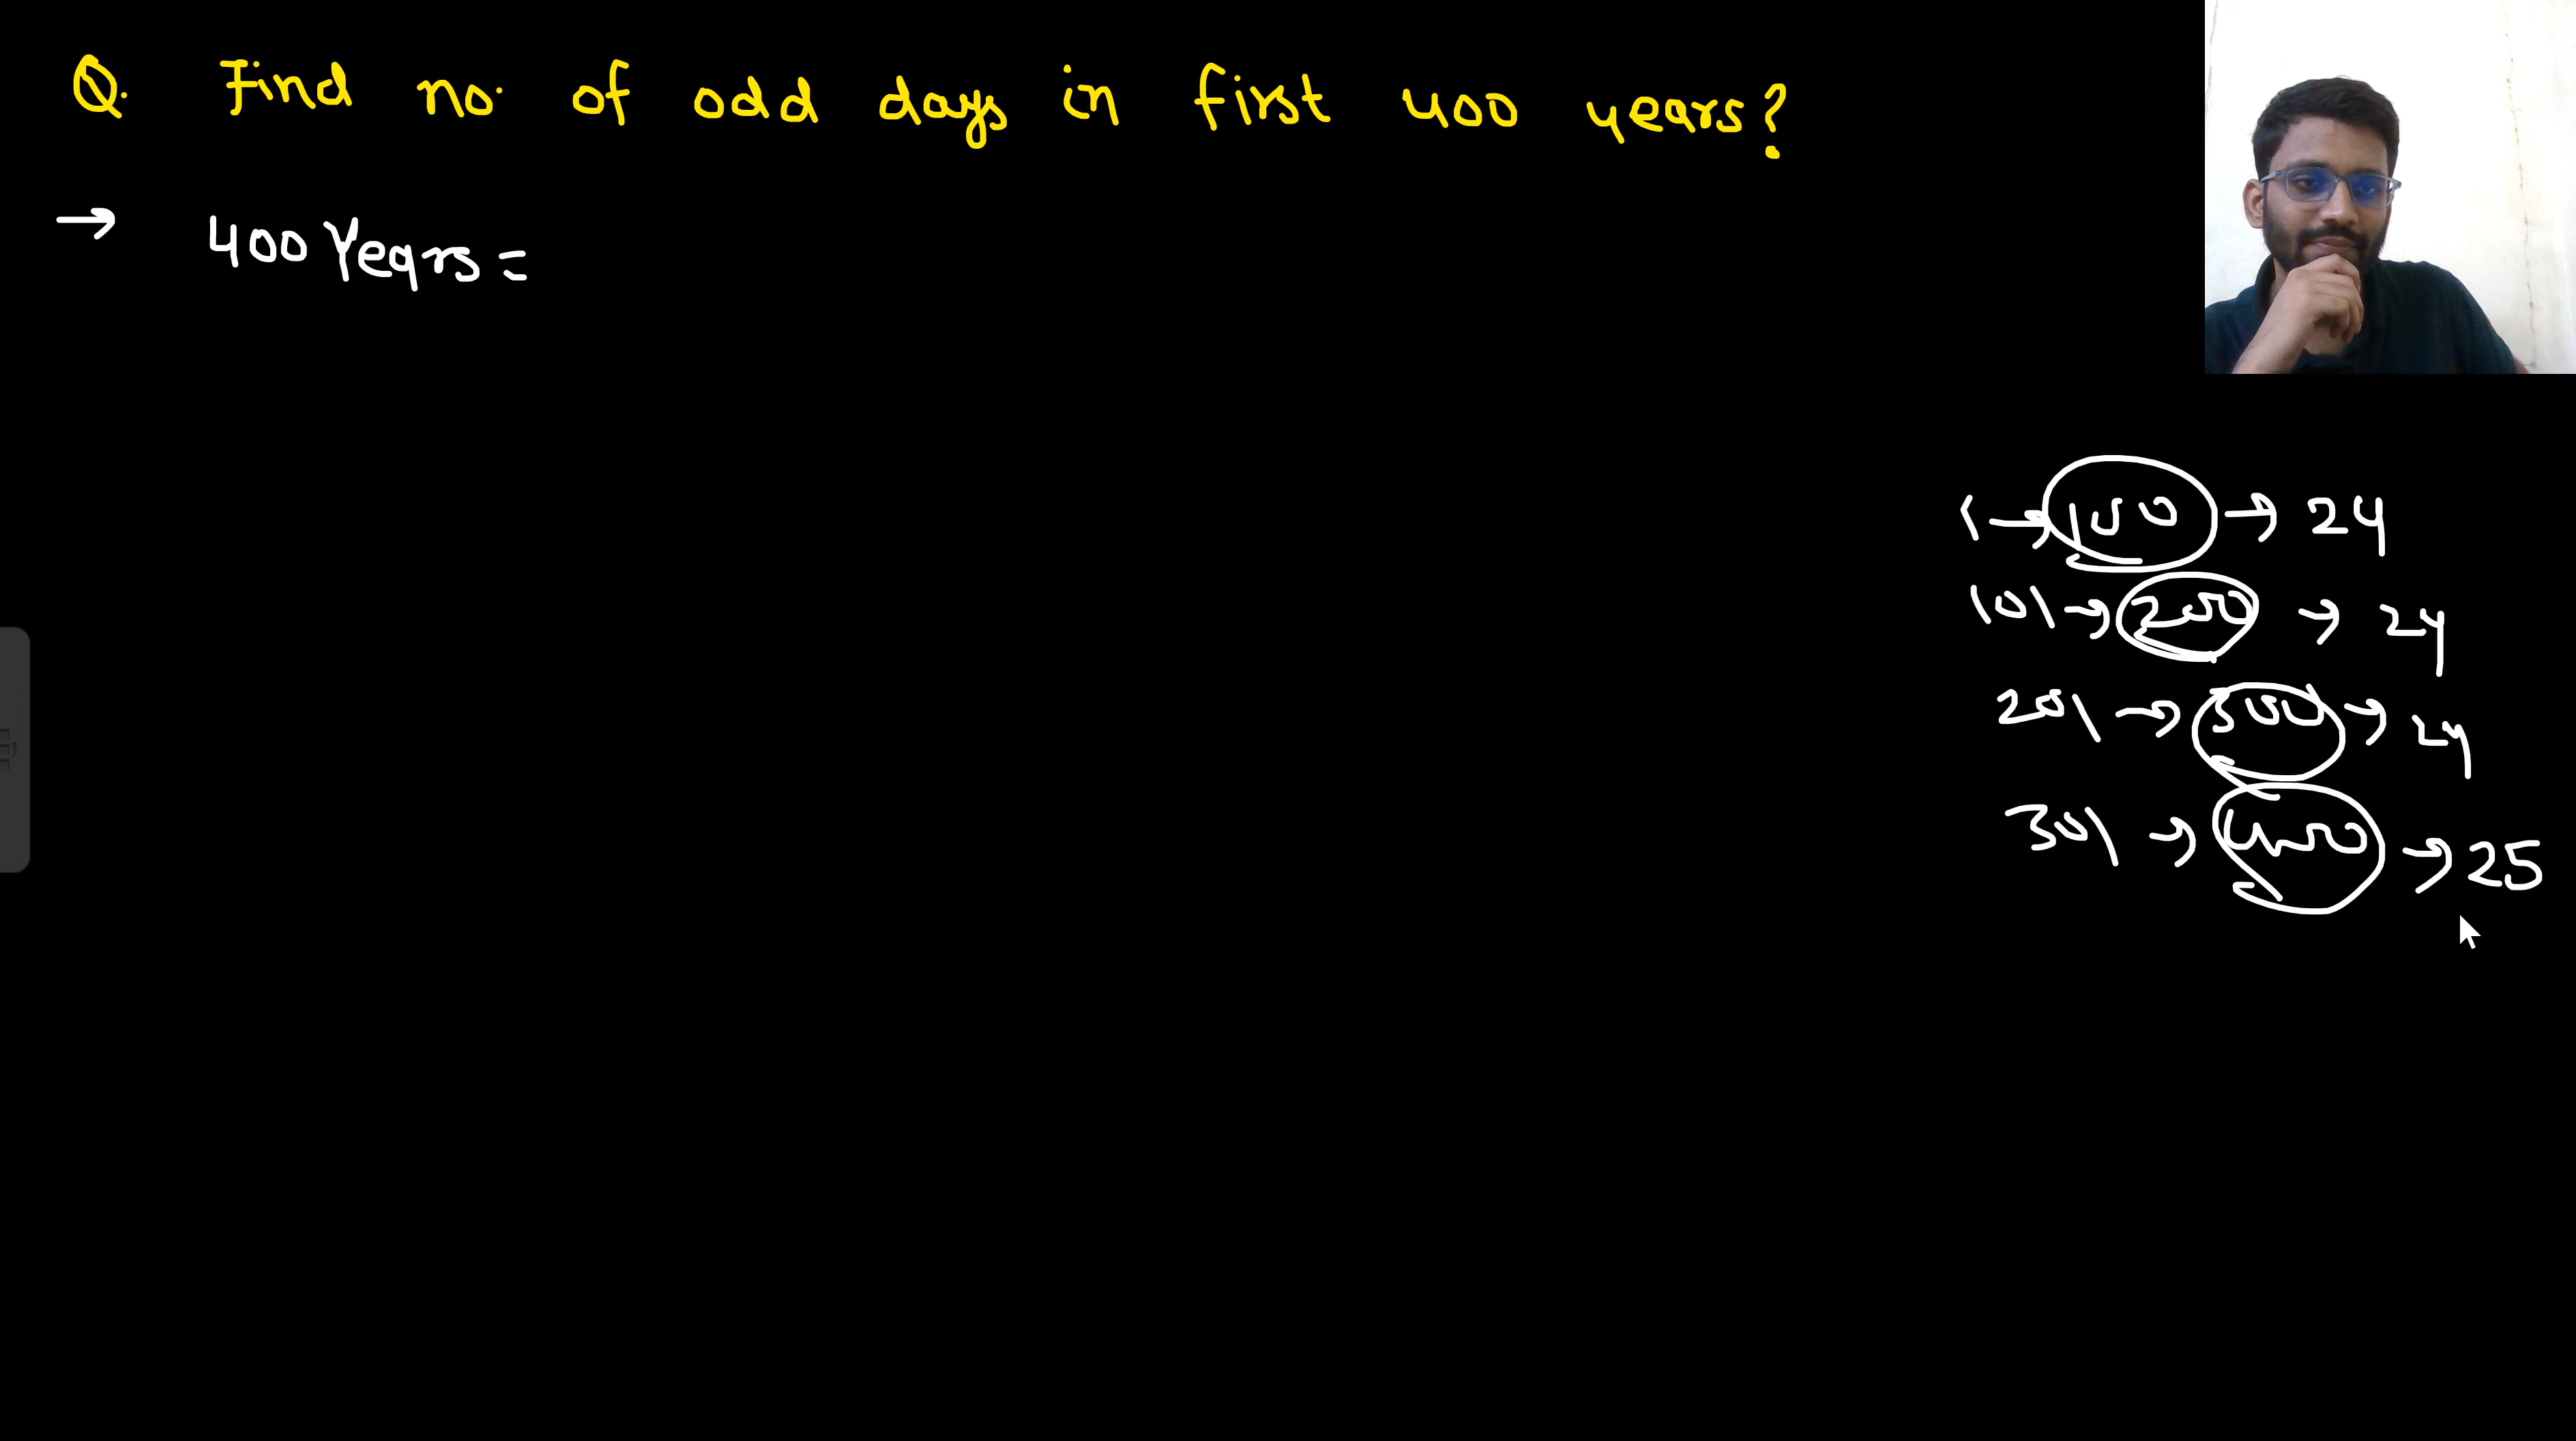 Q. Find no. of odd days in first 400 years?
→ 400 Years =
1 → 100 → 24
101 → 200 → 24
201 → 300 → 24
301 → 400 → 25